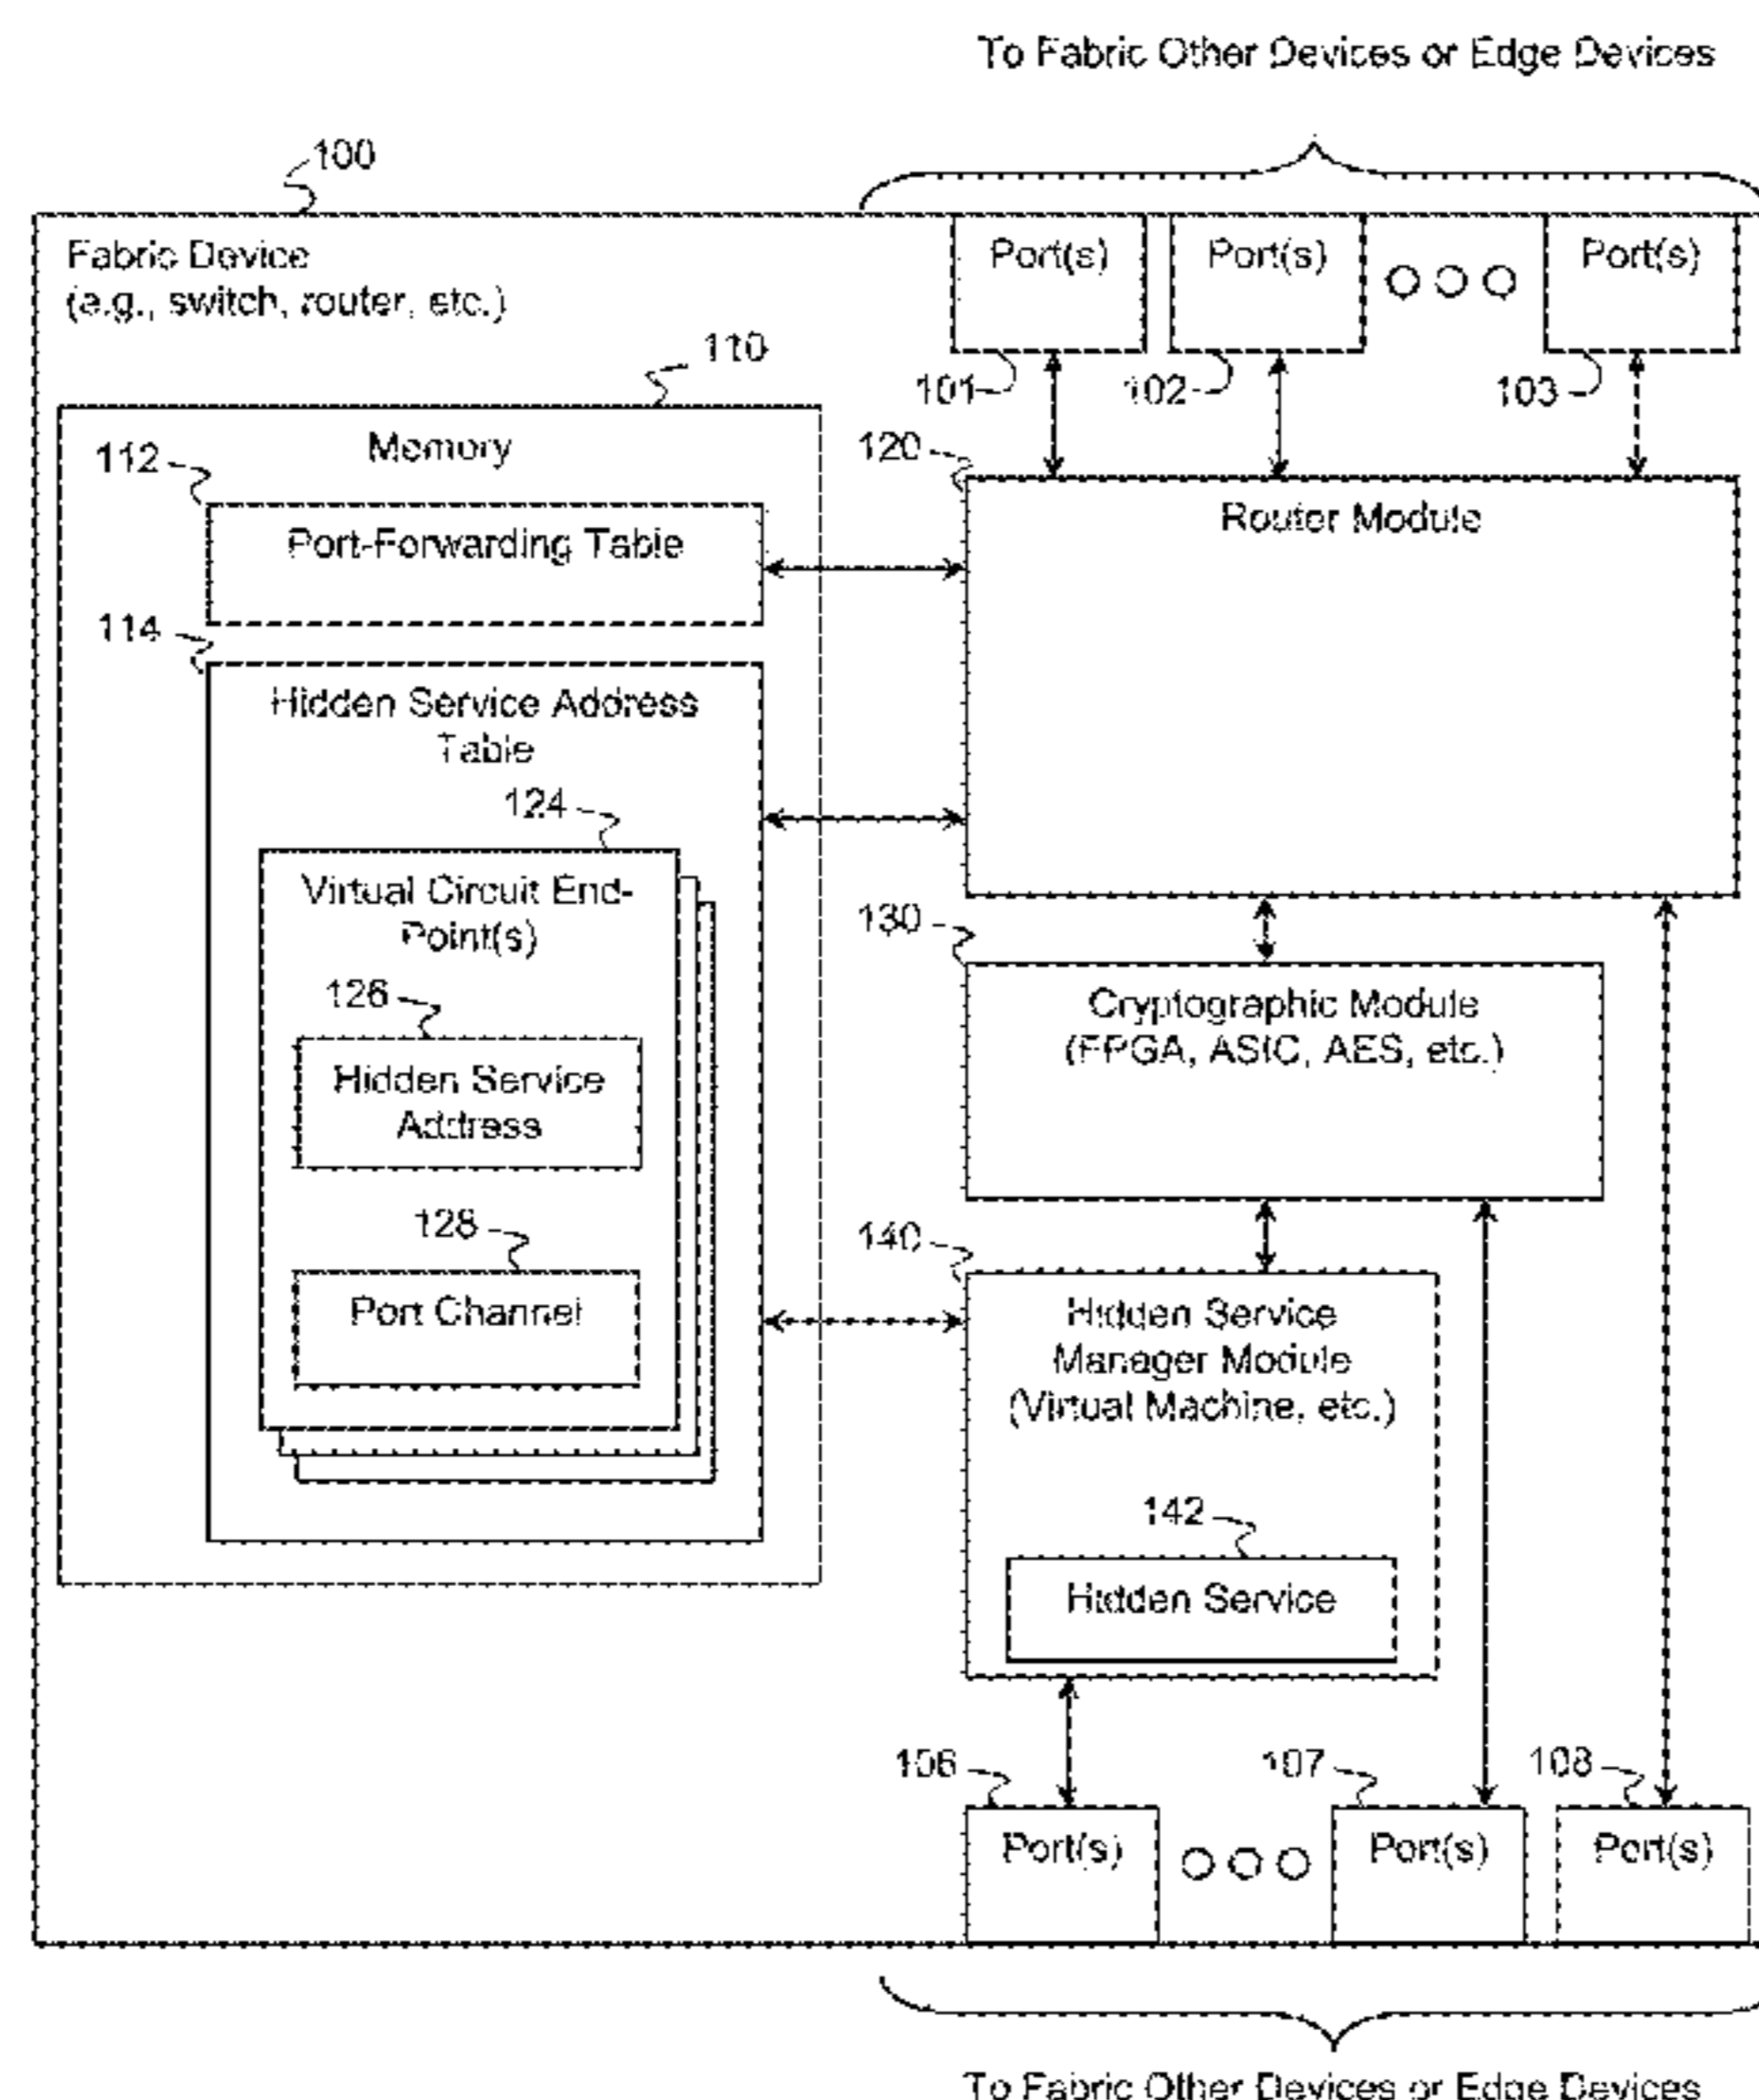 To Fabric Other Devices or Edge Devices
100
Fabric Device
(e.g., switch, router, etc.)
Port(s)
Port(s)
Port(s)
101
102
103
110
Memory
112
Port-Forwarding Table
120
Router Module
114
Hidden Service Address
Table
124
Virtual Circuit End-
Point(s)
126
Hidden Service
Address
128
Port Channel
130
Cryptographic Module
(FPGA, ASIC, AES, etc.)
140
Hidden Service
Manager Module
(Virtual Machine, etc.)
142
Hidden Service
106
107
108
Port(s)
Port(s)
Port(s)
To Fabric Other Devices or Edge Devices